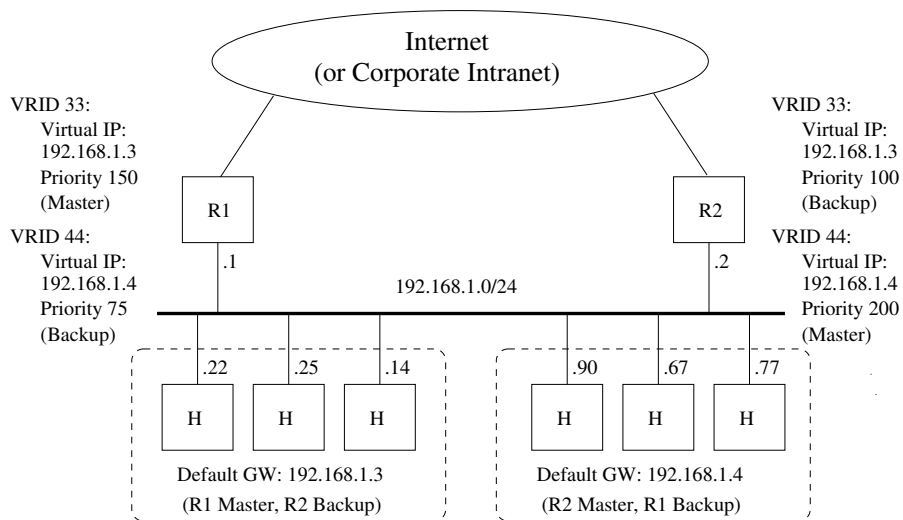 Internet
(or Corporate Intranet)
VRID 33:
Virtual IP:
192.168.1.3
Priority 150
(Master)
VRID 44:
Virtual IP:
192.168.1.4
Priority 75
(Backup)
R1
.1
R2
.2
VRID 33:
Virtual IP:
192.168.1.3
Priority 100
(Backup)
VRID 44:
Virtual IP:
192.168.1.4
Priority 200
(Master)
192.168.1.0/24
.22 .25 .14
H H H
Default GW: 192.168.1.3
(R1 Master, R2 Backup)
.90 .67 .77
H H H
Default GW: 192.168.1.4
(R2 Master, R1 Backup)